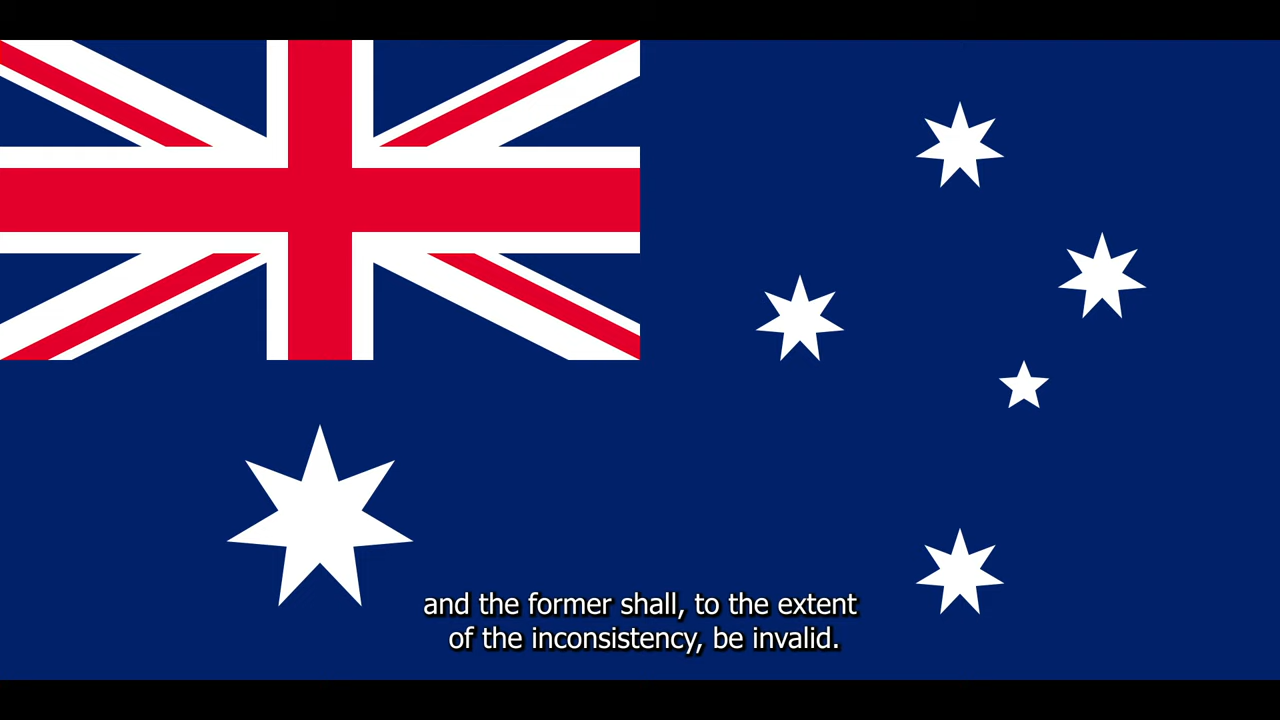 and the former shall, to the extent
of the inconsistency, be invalid.